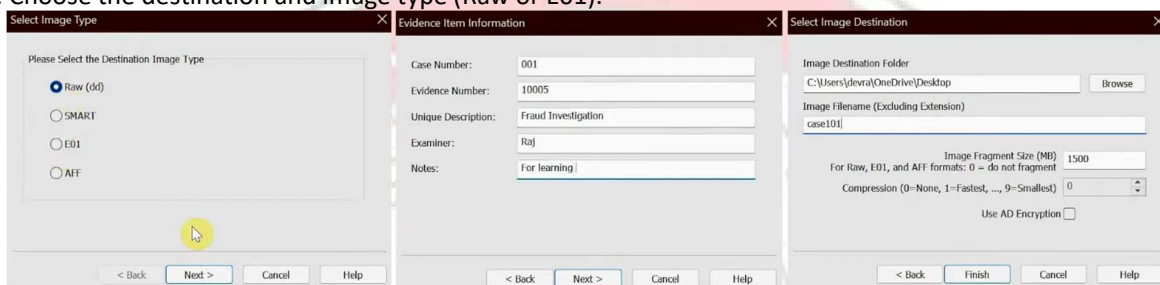 Choose the destination and image type (Raw or E01).
Select Image Type
Please Select the Destination Image Type
Raw (dd)
SMART
E01
AFF
< Back Next > Cancel Help
Evidence Item Information
Case Number: 001
Evidence Number: 10005
Unique Description: Fraud Investigation
Examiner: Raj
Notes: For learning
< Back Next > Cancel Help
Select Image Destination
Image Destination Folder
C:\Users\devra\OneDrive\Desktop Browse
Image Filename (Excluding Extension)
case101
Image Fragment Size (MB) 1500
For Raw, E01, and AFF formats: 0 = do not fragment
Compression (0=None, 1=Fastest, ..., 9=Smallest) 0
Use AD Encryption
< Back Finish Cancel Help